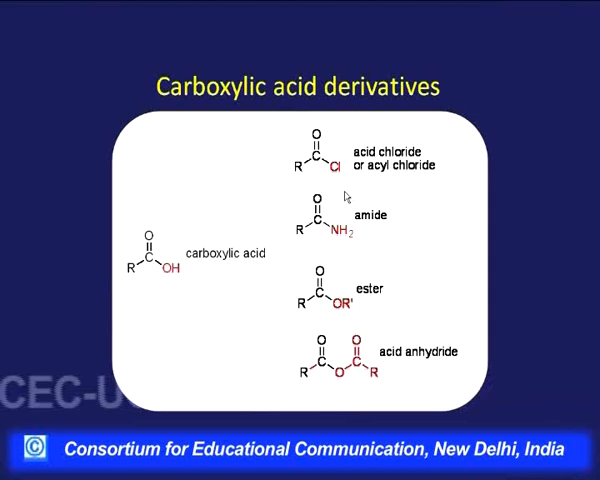 Carboxylic acid derivatives
O
R C Cl
acid chloride
or acyl chloride
O
R C NH2
amide
O
R C OH
carboxylic acid
O
R C OR'
ester
O O
R C O C R
acid anhydride
CEC-U
© Consortium for Educational Communication, New Delhi, India